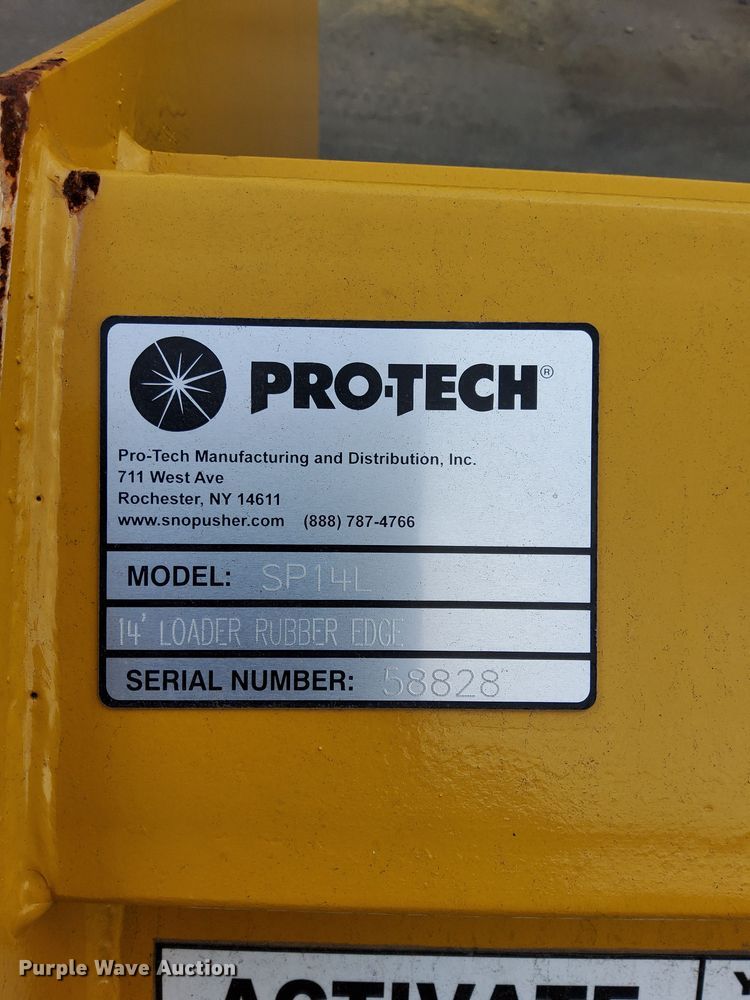 PRO-TECH®
Pro-Tech Manufacturing and Distribution, Inc.
711 West Ave
Rochester, NY 14611
www.snopusher.com (888) 787-4766
MODEL: SP14L
14' LOADER RUBBER EDGE
SERIAL NUMBER: 58828
ACTIVATE
Purple Wave Auction